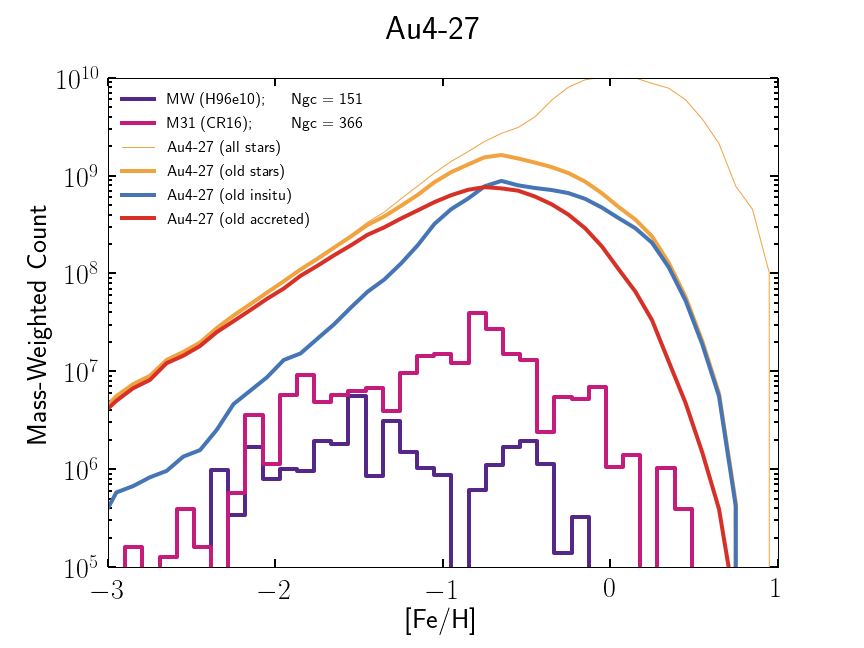 Au4-27
Mass-Weighted Count
10^10
10^9
10^8
10^7
10^6
10^5
MW (H96e10); Ngc = 151
M31 (CR16); Ngc = 366
Au4-27 (all stars)
Au4-27 (old stars)
Au4-27 (old insitu)
Au4-27 (old accreted)
−3 −2 −1 0 1
[Fe/H]